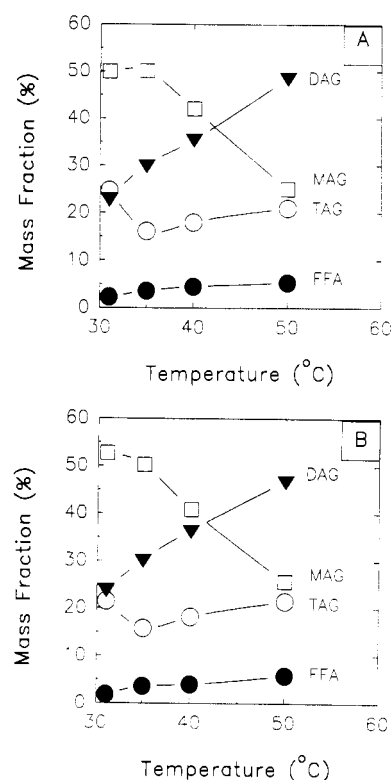 A
60
50
40
30
20
10
0
Mass Fraction (%)
DAG
MAG
TAG
FFA
30 40 50 60
Temperature (°C)
B
60
50
40
30
20
10
0
Mass Fraction (%)
DAG
MAG
TAG
FFA
30 40 50 60
Temperature (°C)